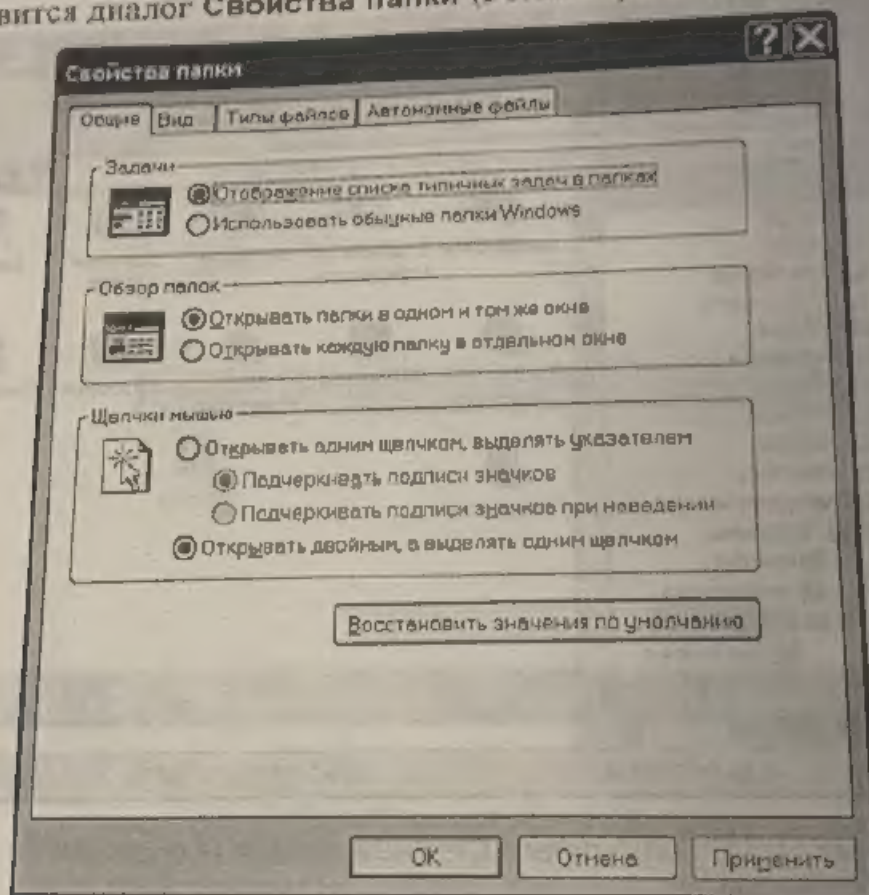 вится диалог Свойства папки
Свойства папки
Общие Вид Типы файлов Автономные файлы
Задачи
Отображение списка типичных задач в папках
Использовать обычные папки Windows
Обзор папок
Открывать папки в одном и том же окне
Открывать каждую папку в отдельном окне
Щелчки мышью
Открывать одним щелчком, выделять указателем
Подчеркивать подписи значков
Подчеркивать подписи значков при наведении
Открывать двойным, а выделять одним щелчком
Восстановить значения по умолчанию
OK Отмена Применить